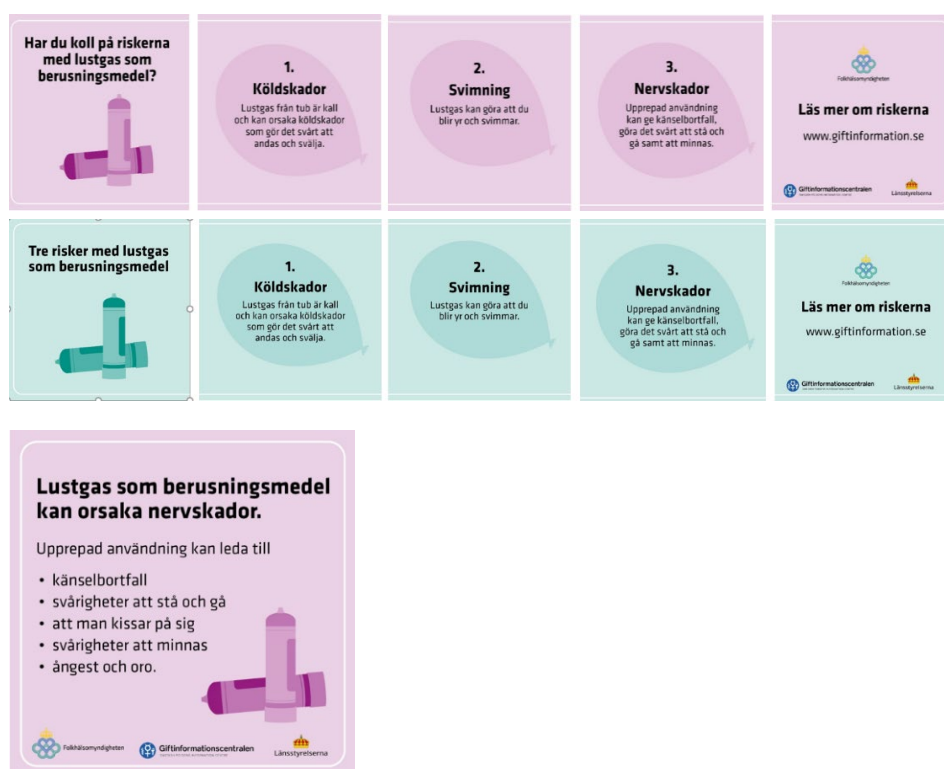 Har du koll på riskerna
med lustgas som
berusningsmedel?
1.
Köldskador
Lustgas från tub är kall
och kan orsaka köldskador
som gör det svårt att
andas och svälja.
2.
Svimning
Lustgas kan göra att du
blir yr och svimmar.
3.
Nervskador
Upprepad användning
kan ge känselbortfall,
göra det svårt att stå och
gå samt att minnas.
Folkhälsomyndigheten
Läs mer om riskerna
www.giftinformation.se
Giftinformationscentralen
Länsstyrelserna
Tre risker med lustgas
som berusningsmedel
1.
Köldskador
Lustgas från tub är kall
och kan orsaka köldskador
som gör det svårt att
andas och svälja.
2.
Svimning
Lustgas kan göra att du
blir yr och svimmar.
3.
Nervskador
Upprepad användning
kan ge känselbortfall,
göra det svårt att stå och
gå samt att minnas.
Folkhälsomyndigheten
Läs mer om riskerna
www.giftinformation.se
Giftinformationscentralen
Länsstyrelserna
Lustgas som berusningsmedel
kan orsaka nervskador.
Upprepad användning kan leda till
• känselbortfall
• svårigheter att stå och gå
• att man kissar på sig
• svårigheter att minnas
• ångest och oro.
Folkhälsomyndigheten
Giftinformationscentralen
Länsstyrelserna